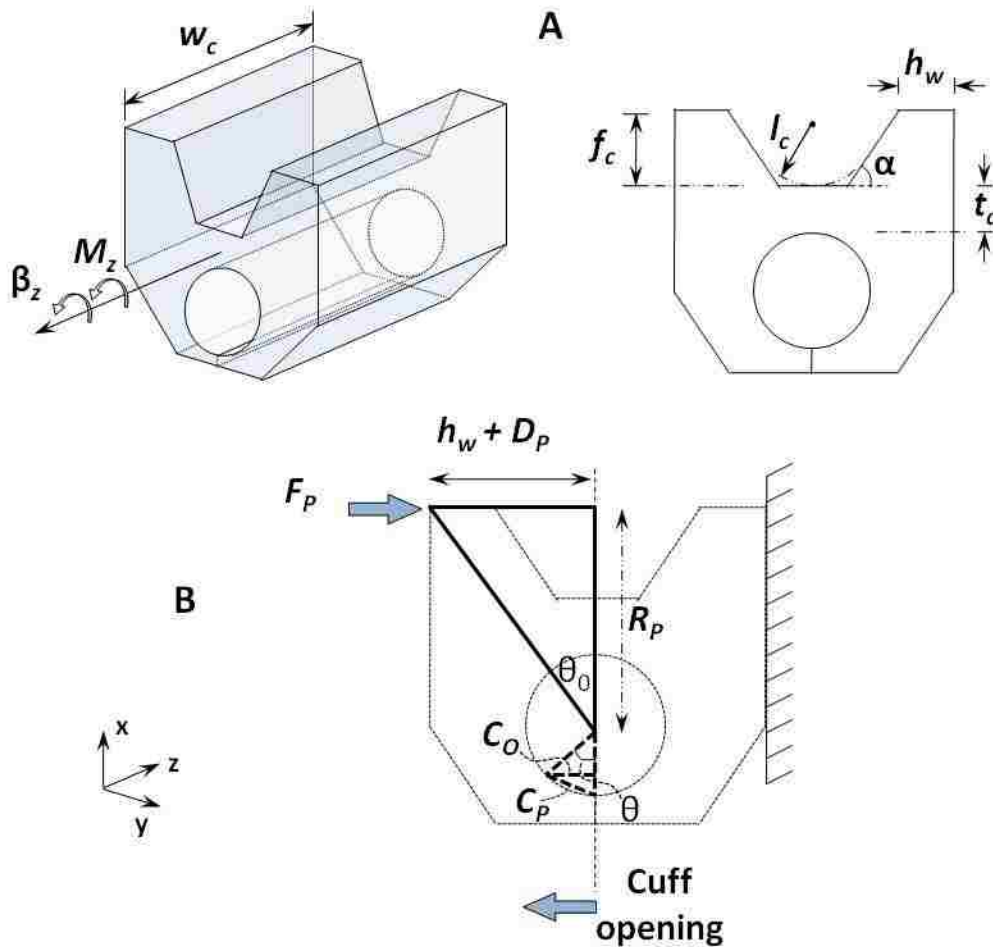 A
w_c
M_z
β_z
h_w
f_c
l_c
α
t_c
B
h_w + D_P
F_P
R_P
θ_0
C_O
C_P
θ
x
z
y
Cuff
opening